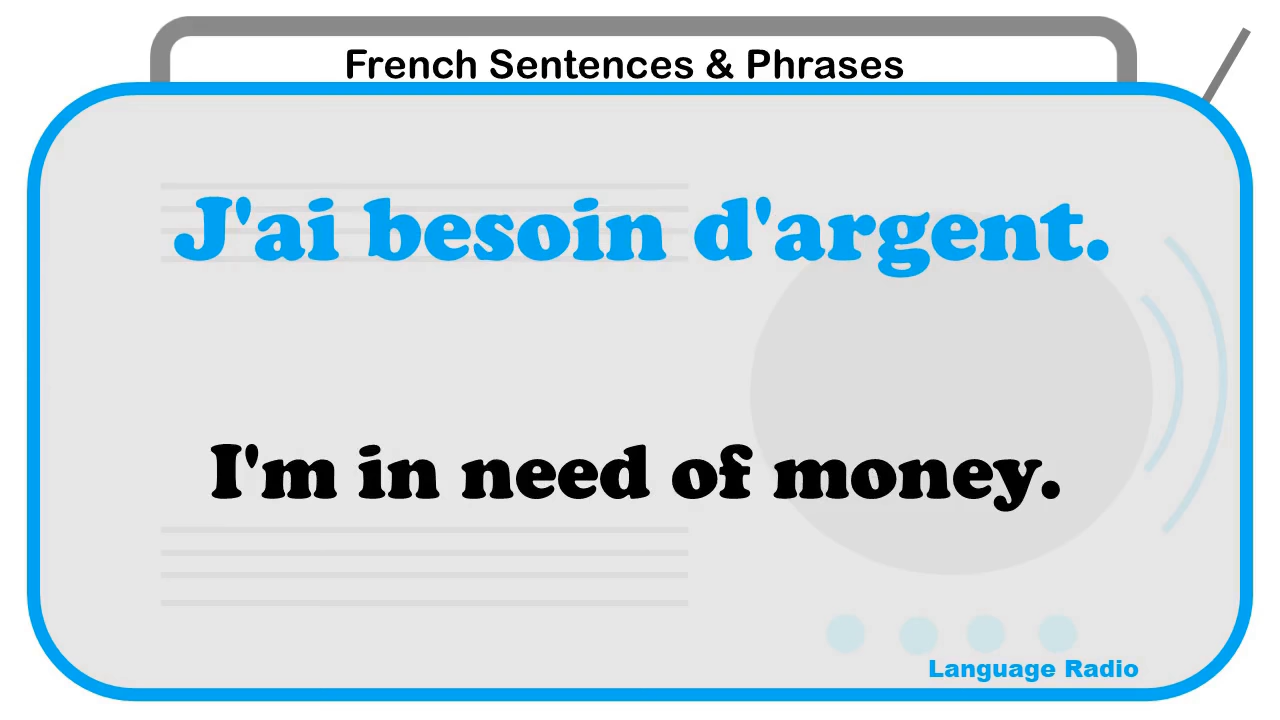 French Sentences & Phrases
J'ai besoin d'argent.
I'm in need of money.
Language Radio